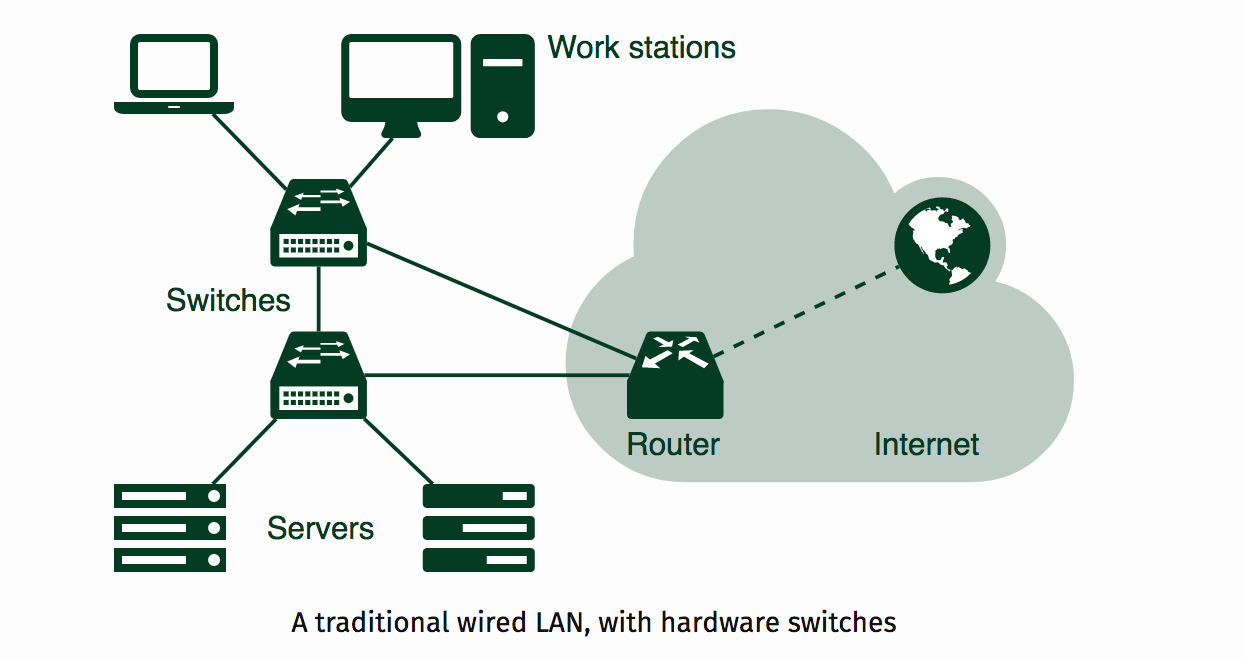 Work stations
Switches
Router
Internet
Servers
A traditional wired LAN, with hardware switches